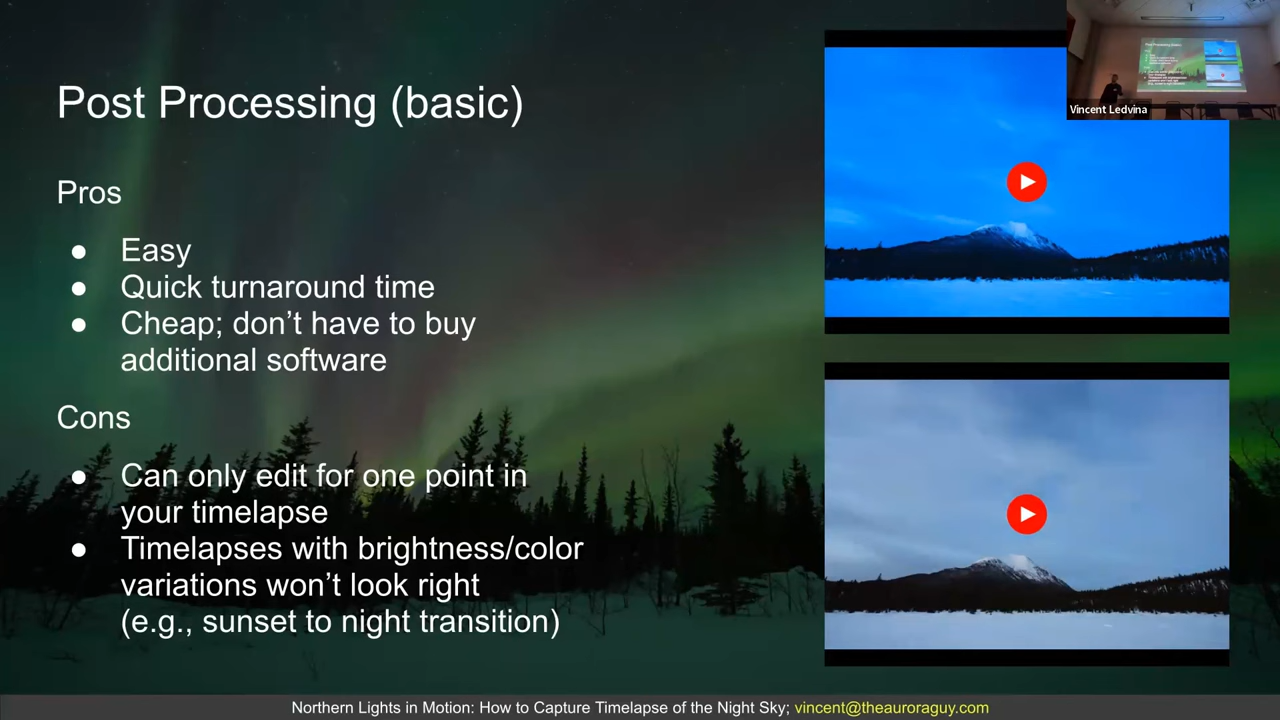 Post Processing (basic)
Pros
● Easy
● Quick turnaround time
● Cheap; don’t have to buy
additional software
Cons
● Can only edit for one point in
your timelapse
● Timelapses with brightness/color
variations won’t look right
(e.g., sunset to night transition)
Vincent Ledvina
Northern Lights in Motion: How to Capture Timelapse of the Night Sky; vincent@theauroraguy.com